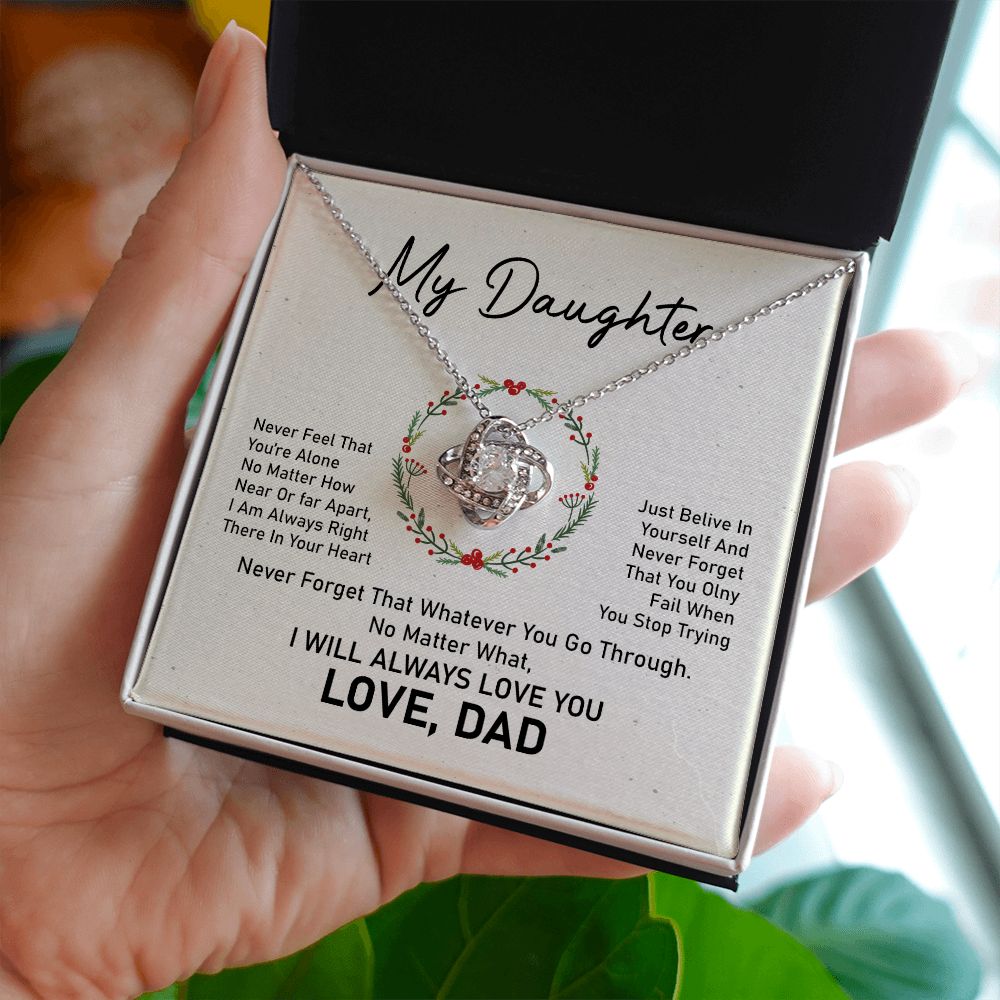 My Daughter
Never Feel That
You're Alone
No Matter How
Near Or far Apart,
I Am Always Right
There In Your Heart
Just Belive In
Yourself And
Never Forget
That You Olny
Fail When
You Stop Trying
Never Forget That Whatever You Go Through.
No Matter What,
I WILL ALWAYS LOVE YOU
LOVE, DAD